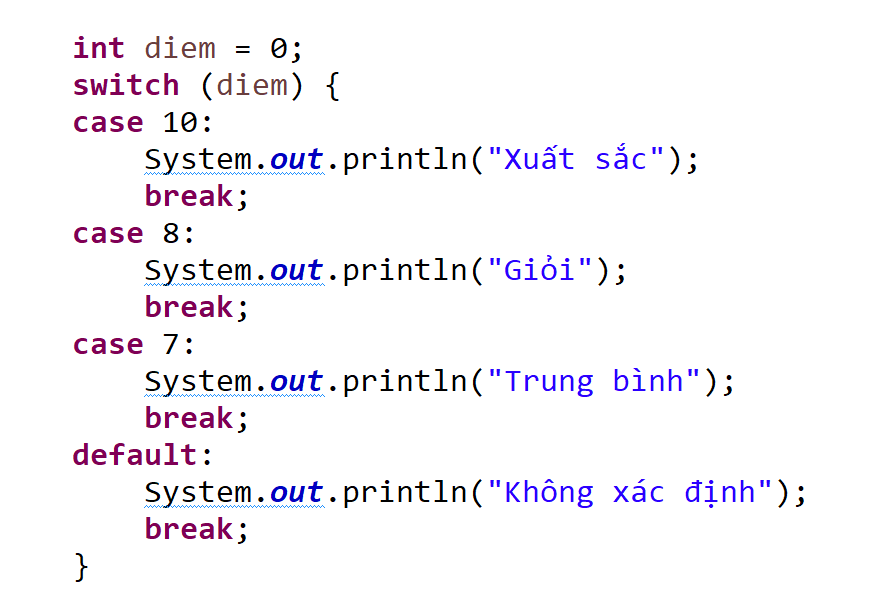 int diem = 0;
switch (diem) {
case 10:
    System.out.println("Xuất sắc");
    break;
case 8:
    System.out.println("Giỏi");
    break;
case 7:
    System.out.println("Trung bình");
    break;
default:
    System.out.println("Không xác định");
    break;
}